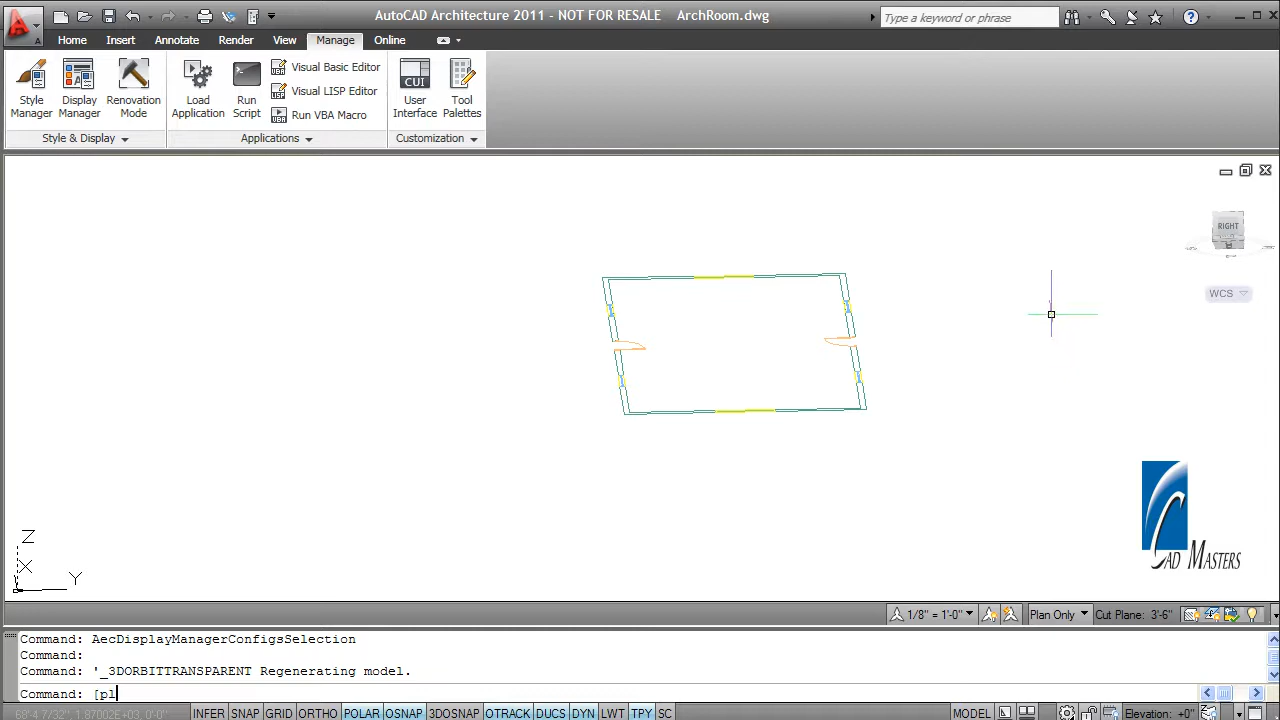 AutoCAD Architecture 2011 - NOT FOR RESALE ArchRoom.dwg
Type a keyword or phrase
Home Insert Annotate Render View Manage Online
Style Manager
Display Manager
Renovation Mode
Load Application
Run Script
Visual Basic Editor
Visual LISP Editor
Run VBA Macro
CUI
User Interface
Tool Palettes
Style & Display
Applications
Customization
RIGHT
WCS
Z
X
Y
CAD MASTERS
1/8" = 1'-0" Plan Only Cut Plane: 3'-6"
Command: AecDisplayManagerConfigsSelection
Command:
Command: '_3DORBITTRANSPARENT Regenerating model.
Command: [pl
INFER SNAP GRID ORTHO POLAR OSNAP 3DOSNAP OTRACK DUCS DYN LWT TPY SC MODEL Elevation: +0"